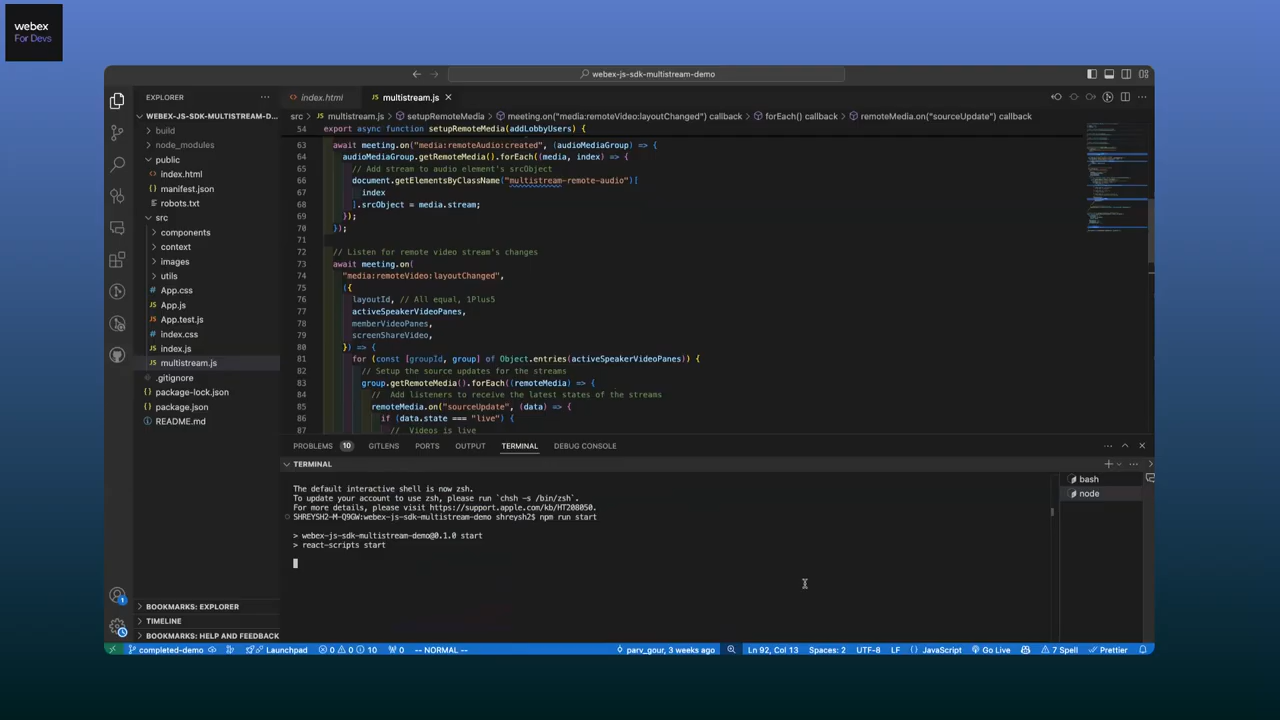 webex
For Devs
webex-js-sdk-multistream-demo
EXPLORER
index.html
multistream.js
WEBEX-JS-SDK-MULTISTREAM-D...
src > multistream.js > setupRemoteMedia > meeting.on("media:remoteVideo:layoutChanged") callback > forEach() callback > remoteMedia.on("sourceUpdate") callback
build
node_modules
public
index.html
manifest.json
robots.txt
src
components
context
images
utils
App.css
App.js
App.test.js
index.css
index.js
multistream.js
.gitignore
package-lock.json
package.json
README.md
54 export async function setupRemoteMedia(addLobbyUsers) {
63 await meeting.on("media:remoteAudio:created", (audioMediaGroup) => {
64 audioMediaGroup.getRemoteMedia().forEach((media, index) => {
65 // Add stream to audio element's srcObject
66 document.getElementsByClassName("multistream-remote-audio")[
67 index
68 ].srcObject = media.stream;
69 });
70 });
71
72 // Listen for remote video stream's changes
73 await meeting.on(
74 "media:remoteVideo:layoutChanged",
75 ({
76 layoutId, // All equal, 1Plus5
77 activeSpeakerVideoPanes,
78 memberVideoPanes,
79 screenShareVideo,
80 }) => {
81 for (const [groupId, group] of Object.entries(activeSpeakerVideoPanes)) {
82 // Setup the source updates for the streams
83 group.getRemoteMedia().forEach((remoteMedia) => {
84 // Add listeners to receive the latest states of the streams
85 remoteMedia.on("sourceUpdate", (data) => {
86 if (data.state === "live") {
87 // Videos is live
PROBLEMS 10 GITLENS PORTS OUTPUT TERMINAL DEBUG CONSOLE
TERMINAL
The default interactive shell is now zsh.
To update your account to use zsh, please run `chsh -s /bin/zsh`.
For more details, please visit https://support.apple.com/kb/HT208050.
SHREYSH2-M-Q9GW:webex-js-sdk-multistream-demo shreysh2$ npm run start
> webex-js-sdk-multistream-demo@0.1.0 start
> react-scripts start
bash
node
BOOKMARKS: EXPLORER
TIMELINE
BOOKMARKS: HELP AND FEEDBACK
completed-demo Launchpad 0 0 10 0 -- NORMAL -- parv_gour, 3 weeks ago Ln 92, Col 13 Spaces: 2 UTF-8 LF JavaScript Go Live 7 Spell Prettier